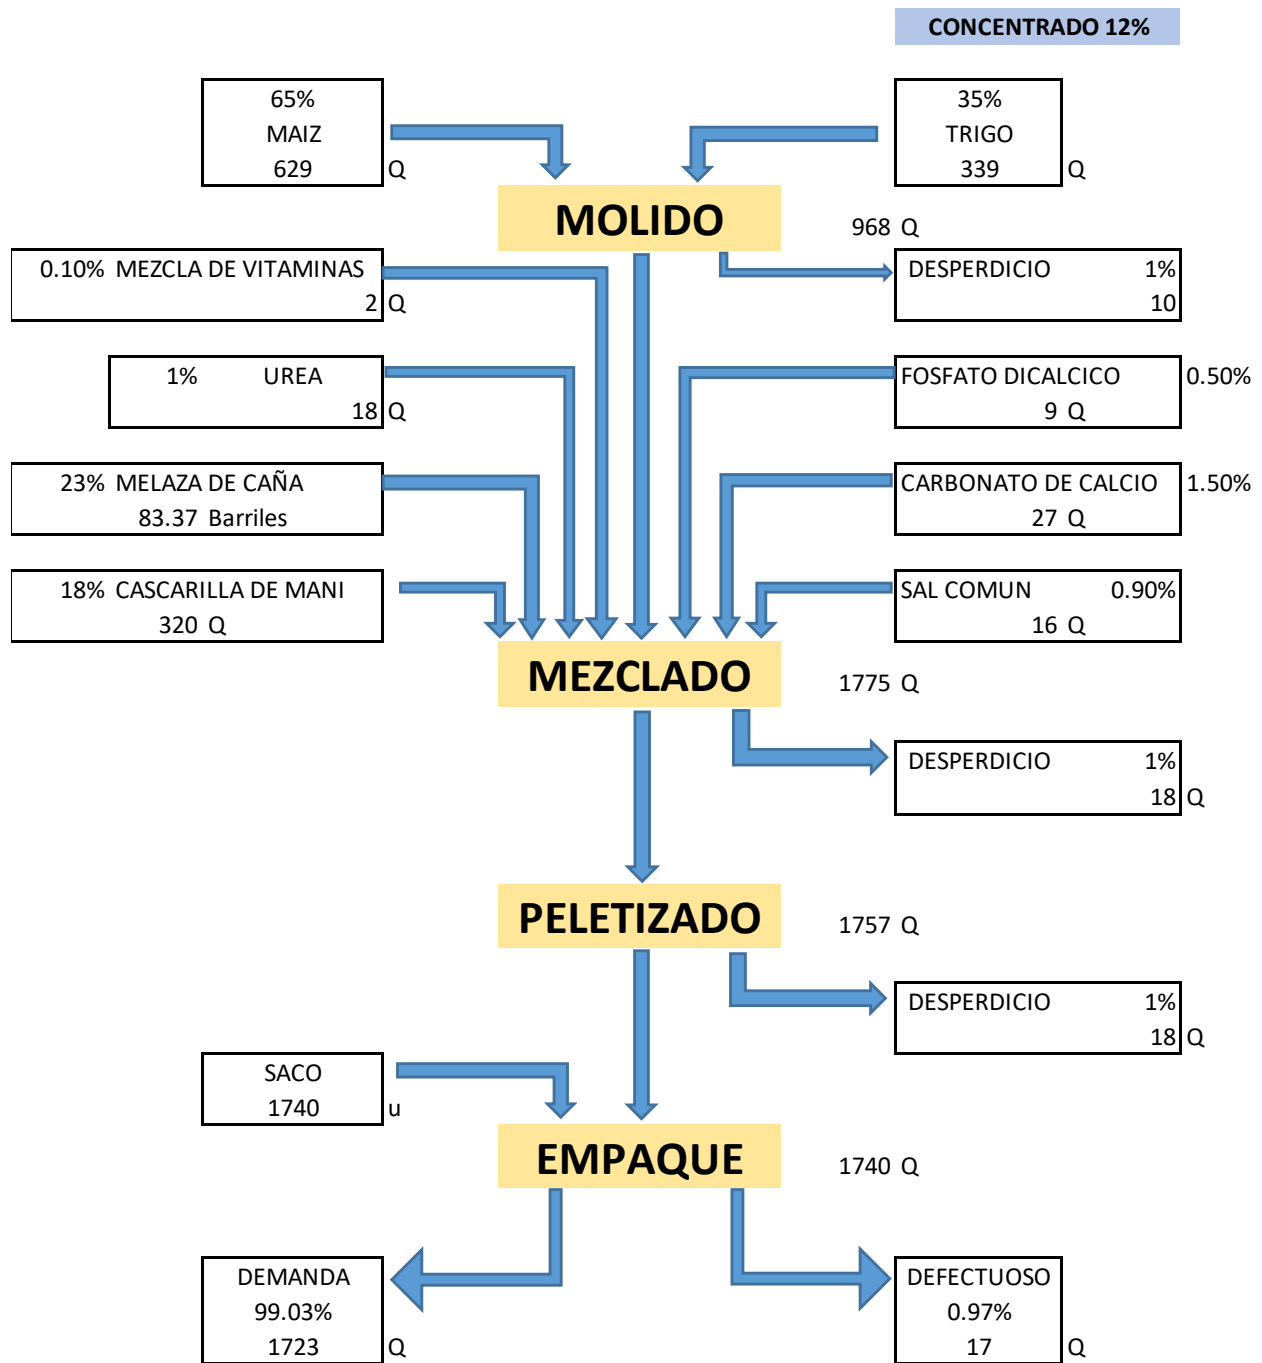 CONCENTRADO 12%
65%
MAIZ
629 Q
35%
TRIGO
339 Q
MOLIDO
968 Q
0.10% MEZCLA DE VITAMINAS
2 Q
DESPERDICIO 1%
10
1% UREA
18 Q
FOSFATO DICALCICO 0.50%
9 Q
23% MELAZA DE CAÑA
83.37 Barriles
CARBONATO DE CALCIO 1.50%
27 Q
18% CASCARILLA DE MANI
320 Q
SAL COMUN 0.90%
16 Q
MEZCLADO
1775 Q
DESPERDICIO 1%
18 Q
PELETIZADO
1757 Q
DESPERDICIO 1%
18 Q
SACO
1740 u
EMPAQUE
1740 Q
DEMANDA
99.03%
1723 Q
DEFECTUOSO
0.97%
17 Q